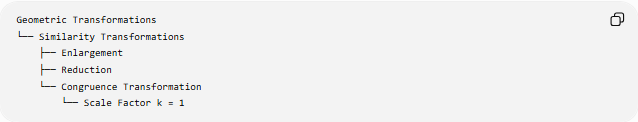 Geometric Transformations
└── Similarity Transformations
    ├── Enlargement
    ├── Reduction
    └── Congruence Transformation
        └── Scale Factor k = 1